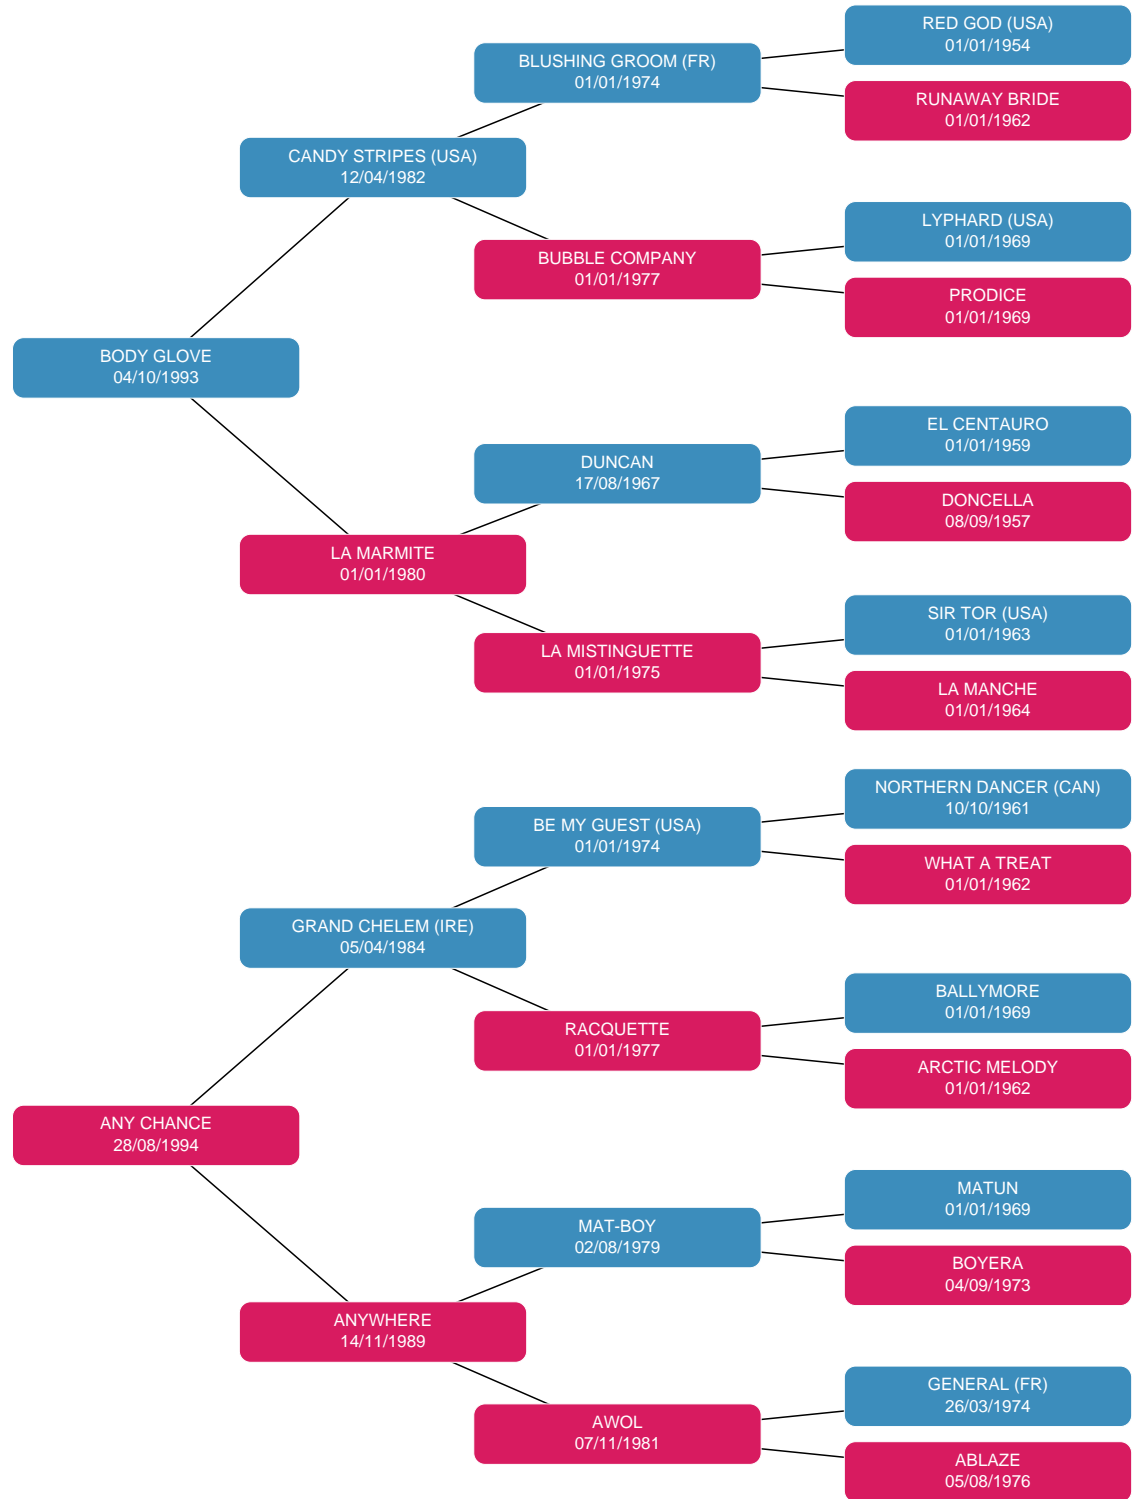 RED GOD (USA)
01/01/1954
BLUSHING GROOM (FR)
01/01/1974
RUNAWAY BRIDE
01/01/1962
CANDY STRIPES (USA)
12/04/1982
LYPHARD (USA)
01/01/1969
BUBBLE COMPANY
01/01/1977
PRODICE
01/01/1969
BODY GLOVE
04/10/1993
EL CENTAURO
01/01/1959
DUNCAN
17/08/1967
DONCELLA
08/09/1957
LA MARMITE
01/01/1980
SIR TOR (USA)
01/01/1963
LA MISTINGUETTE
01/01/1975
LA MANCHE
01/01/1964
NORTHERN DANCER (CAN)
10/10/1961
BE MY GUEST (USA)
01/01/1974
WHAT A TREAT
01/01/1962
GRAND CHELEM (IRE)
05/04/1984
BALLYMORE
01/01/1969
RACQUETTE
01/01/1977
ARCTIC MELODY
01/01/1962
ANY CHANCE
28/08/1994
MATUN
01/01/1969
MAT-BOY
02/08/1979
BOYERA
04/09/1973
ANYWHERE
14/11/1989
GENERAL (FR)
26/03/1974
AWOL
07/11/1981
ABLAZE
05/08/1976